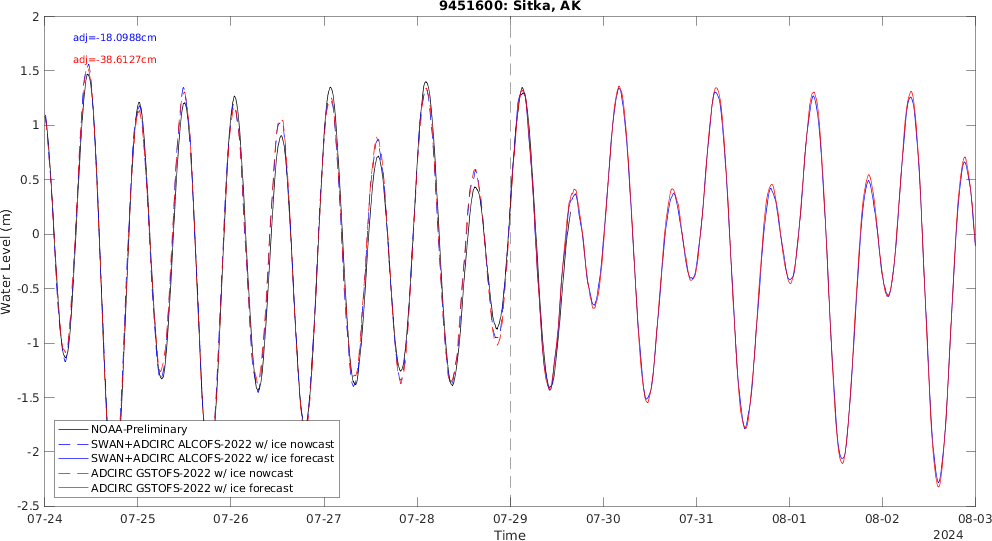 9451600: Sitka, AK
adj=-18.0988cm
adj=-38.6127cm
Water Level (m)
2
1.5
1
0.5
0
-0.5
-1
-1.5
-2
-2.5
NOAA-Preliminary
SWAN+ADCIRC ALCOFS-2022 w/ ice nowcast
SWAN+ADCIRC ALCOFS-2022 w/ ice forecast
ADCIRC GSTOFS-2022 w/ ice nowcast
ADCIRC GSTOFS-2022 w/ ice forecast
07-24 07-25 07-26 07-27 07-28 07-29 07-30 07-31 08-01 08-02 08-03
Time
2024